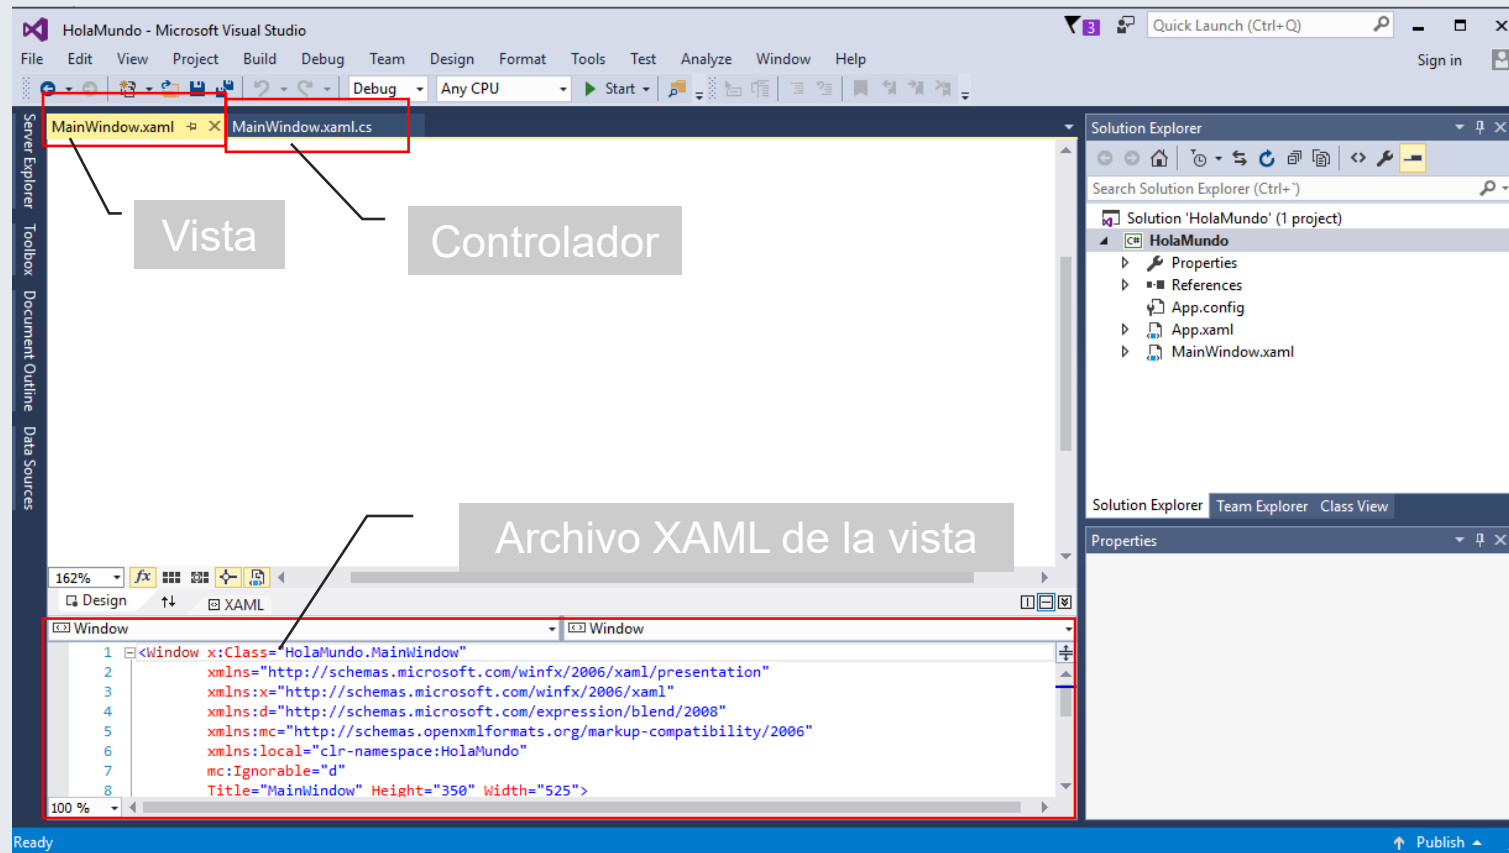 HolaMundo - Microsoft Visual Studio
3
Quick Launch (Ctrl+Q)
File Edit View Project Build Debug Team Design Format Tools Test Analyze Window Help
Sign in
Debug
Any CPU
Start
Server Explorer
Toolbox
Document Outline
Data Sources
MainWindow.xaml
MainWindow.xaml.cs
Vista
Controlador
Archivo XAML de la vista
162%
fx
Design
XAML
Window
Window
1 <Window x:Class="HolaMundo.MainWindow"
2 xmlns="http://schemas.microsoft.com/winfx/2006/xaml/presentation"
3 xmlns:x="http://schemas.microsoft.com/winfx/2006/xaml"
4 xmlns:d="http://schemas.microsoft.com/expression/blend/2008"
5 xmlns:mc="http://schemas.openxmlformats.org/markup-compatibility/2006"
6 xmlns:local="clr-namespace:HolaMundo"
7 mc:Ignorable="d"
8 Title="MainWindow" Height="350" Width="525">
100 %
Solution Explorer
Search Solution Explorer (Ctrl+`)
Solution 'HolaMundo' (1 project)
C# HolaMundo
Properties
References
App.config
App.xaml
MainWindow.xaml
Solution Explorer Team Explorer Class View
Properties
Ready
Publish